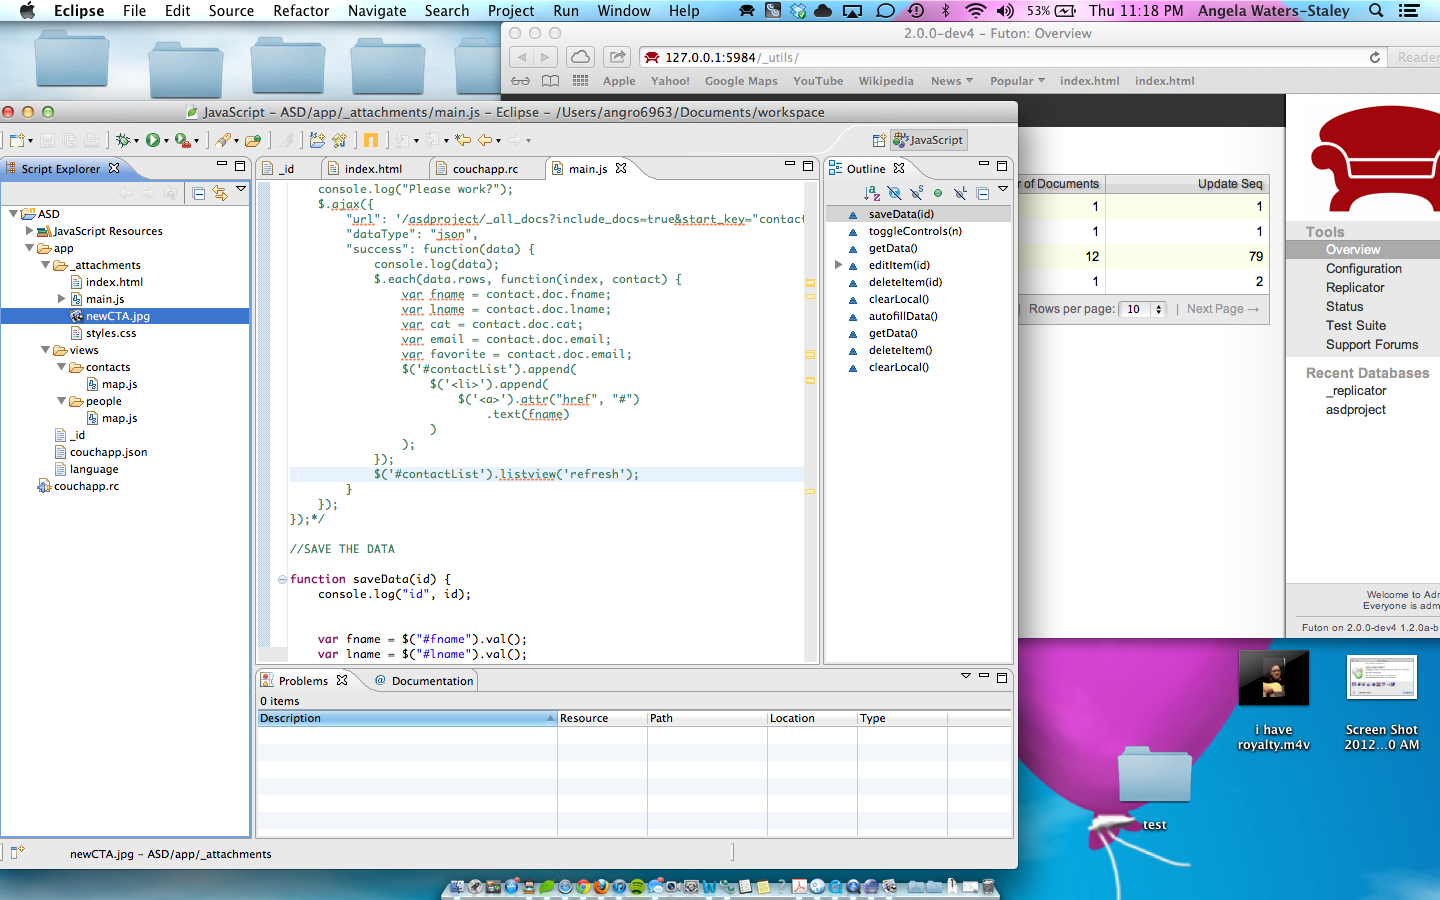 Eclipse File Edit Source Refactor Navigate Search Project Run Window Help 53% Thu 11:18 PM Angela Waters-Staley
2.0.0-dev4 – Futon: Overview
127.0.0.1:5984/_utils/ Reader
Apple Yahoo! Google Maps YouTube Wikipedia News Popular index.html index.html
JavaScript – ASD/app/_attachments/main.js – Eclipse – /Users/angro6963/Documents/workspace
JavaScript
Script Explorer
ASD
JavaScript Resources
app
_attachments
index.html
main.js
newCTA.jpg
styles.css
views
contacts
map.js
people
map.js
_id
couchapp.json
language
couchapp.rc
_id index.html couchapp.rc main.js
console.log("Please work?");
$.ajax({
"url": '/asdproject/_all_docs?include_docs=true&start_key="contact
"dataType": "json",
"success": function(data) {
console.log(data);
$.each(data.rows, function(index, contact) {
var fname = contact.doc.fname;
var lname = contact.doc.lname;
var cat = contact.doc.cat;
var email = contact.doc.email;
var favorite = contact.doc.email;
$('#contactList').append(
$('<li>').append(
$('<a>').attr("href", "#")
.text(fname)
)
);
});
$('#contactList').listview('refresh');
}
});
});*/
//SAVE THE DATA
function saveData(id) {
console.log("id", id);
var fname = $("#fname").val();
var lname = $("#lname").val();
Outline
saveData(id)
toggleControls(n)
getData()
editItem(id)
deleteItem(id)
clearLocal()
autofillData()
getData()
deleteItem()
clearLocal()
Problems Documentation
0 items
Description Resource Path Location Type
newCTA.jpg – ASD/app/_attachments
r of Documents Update Seq
1 1
1 1
12 79
1 2
Rows per page: 10 | Next Page →
Tools
Overview
Configuration
Replicator
Status
Test Suite
Support Forums
Recent Databases
_replicator
asdproject
Welcome to Adr
Everyone is adm
Futon on 2.0.0-dev4 1.2.0a-b
i have
royalty.m4v
Screen Shot
2012...0 AM
test